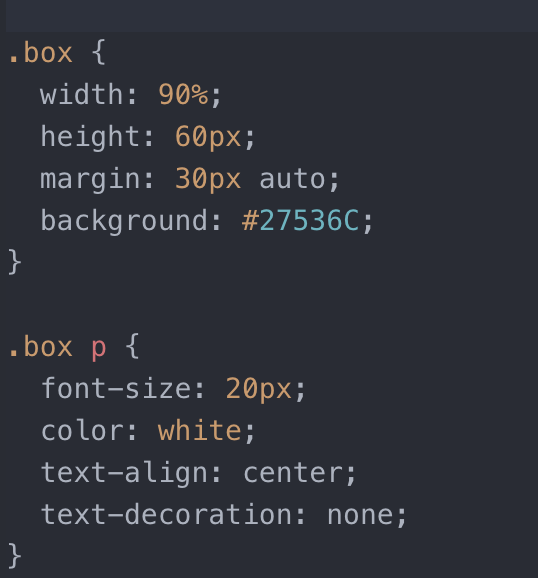 .box {
  width: 90%;
  height: 60px;
  margin: 30px auto;
  background: #27536C;
}

.box p {
  font-size: 20px;
  color: white;
  text-align: center;
  text-decoration: none;
}